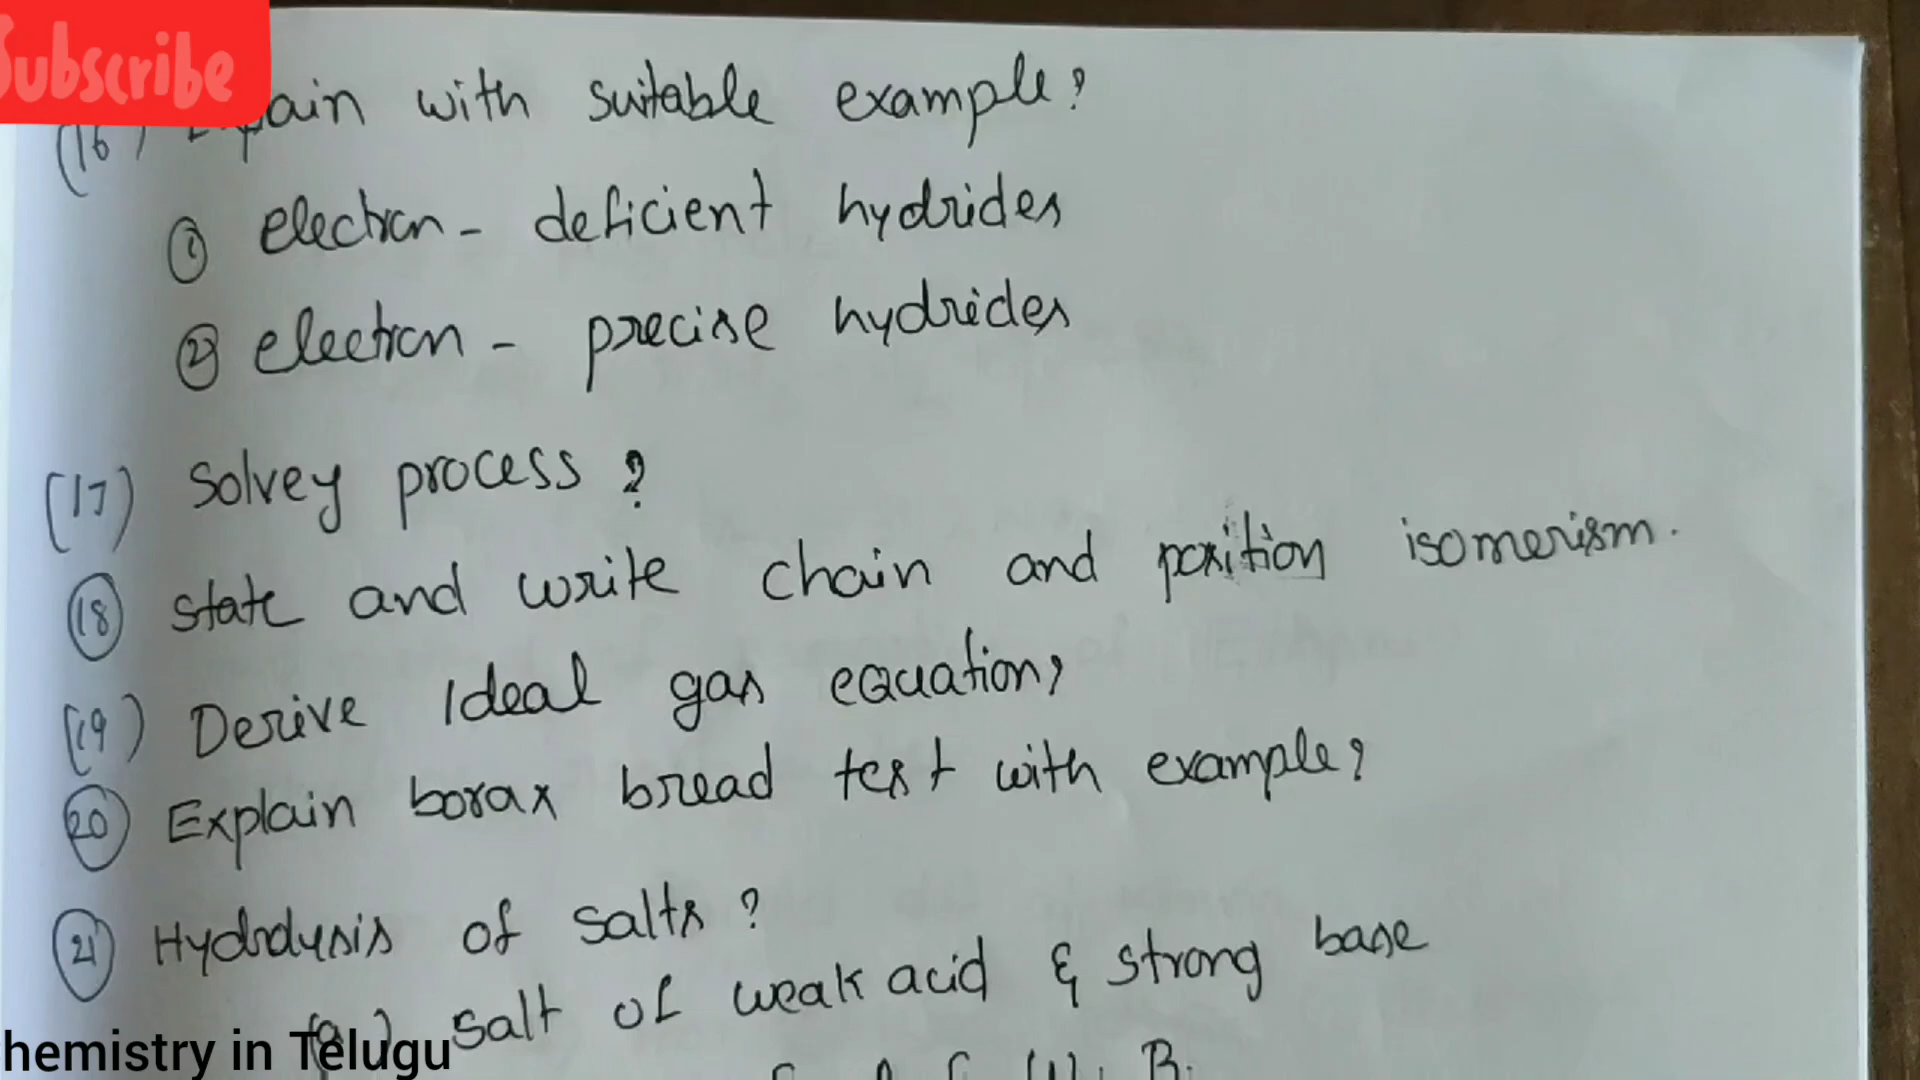 Subscribe
(16) Explain with suitable example?
① electron - deficient hydrides
② electron - precise hydrides
(17) Solvey process ?
⑱ state and write chain and position isomerism.
(19) Derive Ideal gas equation?
⑳ Explain borax bread test with example?
㉑ Hydrolysis of salts ?
(a) salt of weak acid & strong base
hemistry in Telugu